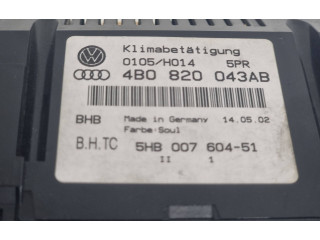 Klimabetätigung
0105/H014 5PR
4B0 820 043AB
BHB Made in Germany 14.05.02
Farbe·Soul
B.H.TC 5HB 007 604-51
II 1